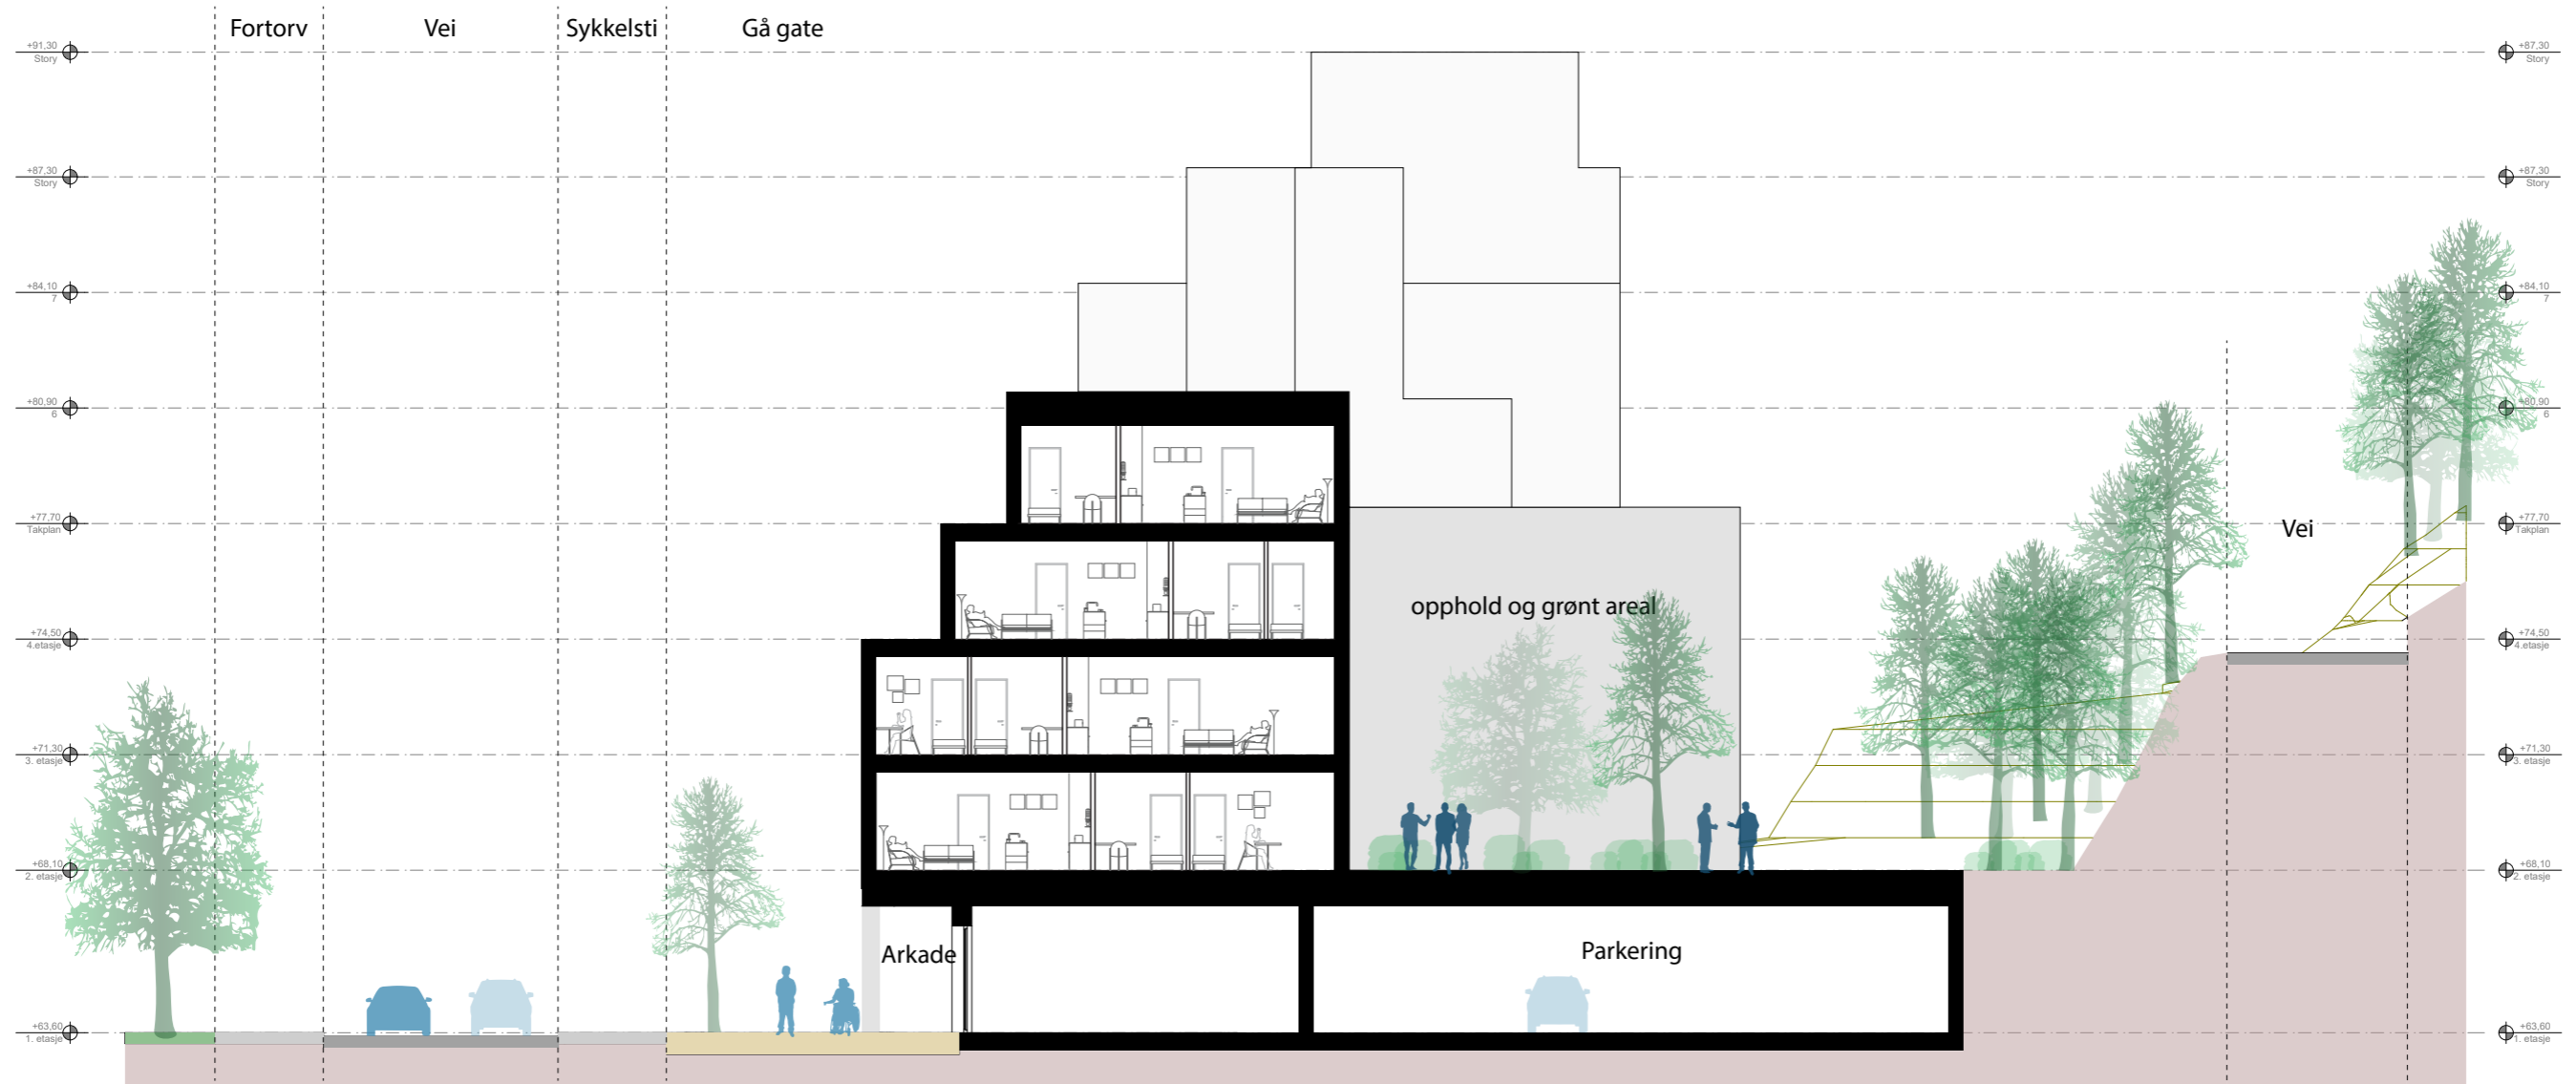 Fortorv
Vei
Sykkelsti
Gå gate
+91,30
Story
+87,30
Story
+87,30
Story
+87,30
Story
+84,10
7
+84,10
7
+80,90
6
+80,90
6
+77,70
Takplan
Vei
+77,70
Takplan
opphold og grønt areal
+74,50
4.etasje
+74,50
4.etasje
+71,30
3. etasje
+71,30
3. etasje
+68,10
2. etasje
+68,10
2. etasje
Arkade
Parkering
+63,60
1. etasje
+63,60
1. etasje